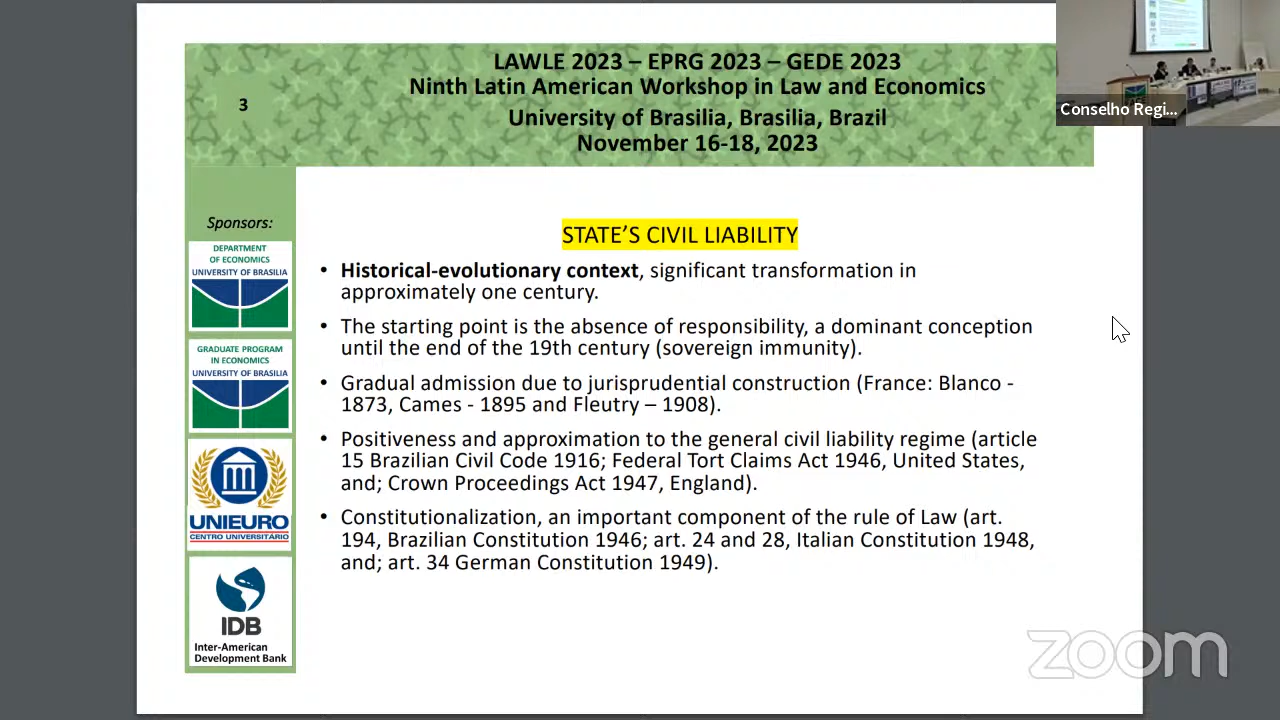 LAWLE 2023 – EPRG 2023 – GEDE 2023
Ninth Latin American Workshop in Law and Economics
University of Brasilia, Brasilia, Brazil
November 16-18, 2023
3
Conselho Regi...
Sponsors:
DEPARTMENT
OF ECONOMICS
UNIVERSITY OF BRASILIA
GRADUATE PROGRAM
IN ECONOMICS
UNIVERSITY OF BRASILIA
UNIEURO
CENTRO UNIVERSITÁRIO
IDB
Inter-American
Development Bank
STATE'S CIVIL LIABILITY
• Historical-evolutionary context, significant transformation in
approximately one century.
• The starting point is the absence of responsibility, a dominant conception
until the end of the 19th century (sovereign immunity).
• Gradual admission due to jurisprudential construction (France: Blanco -
1873, Cames - 1895 and Fleutry – 1908).
• Positiveness and approximation to the general civil liability regime (article
15 Brazilian Civil Code 1916; Federal Tort Claims Act 1946, United States,
and; Crown Proceedings Act 1947, England).
• Constitutionalization, an important component of the rule of Law (art.
194, Brazilian Constitution 1946; art. 24 and 28, Italian Constitution 1948,
and; art. 34 German Constitution 1949).
zoom